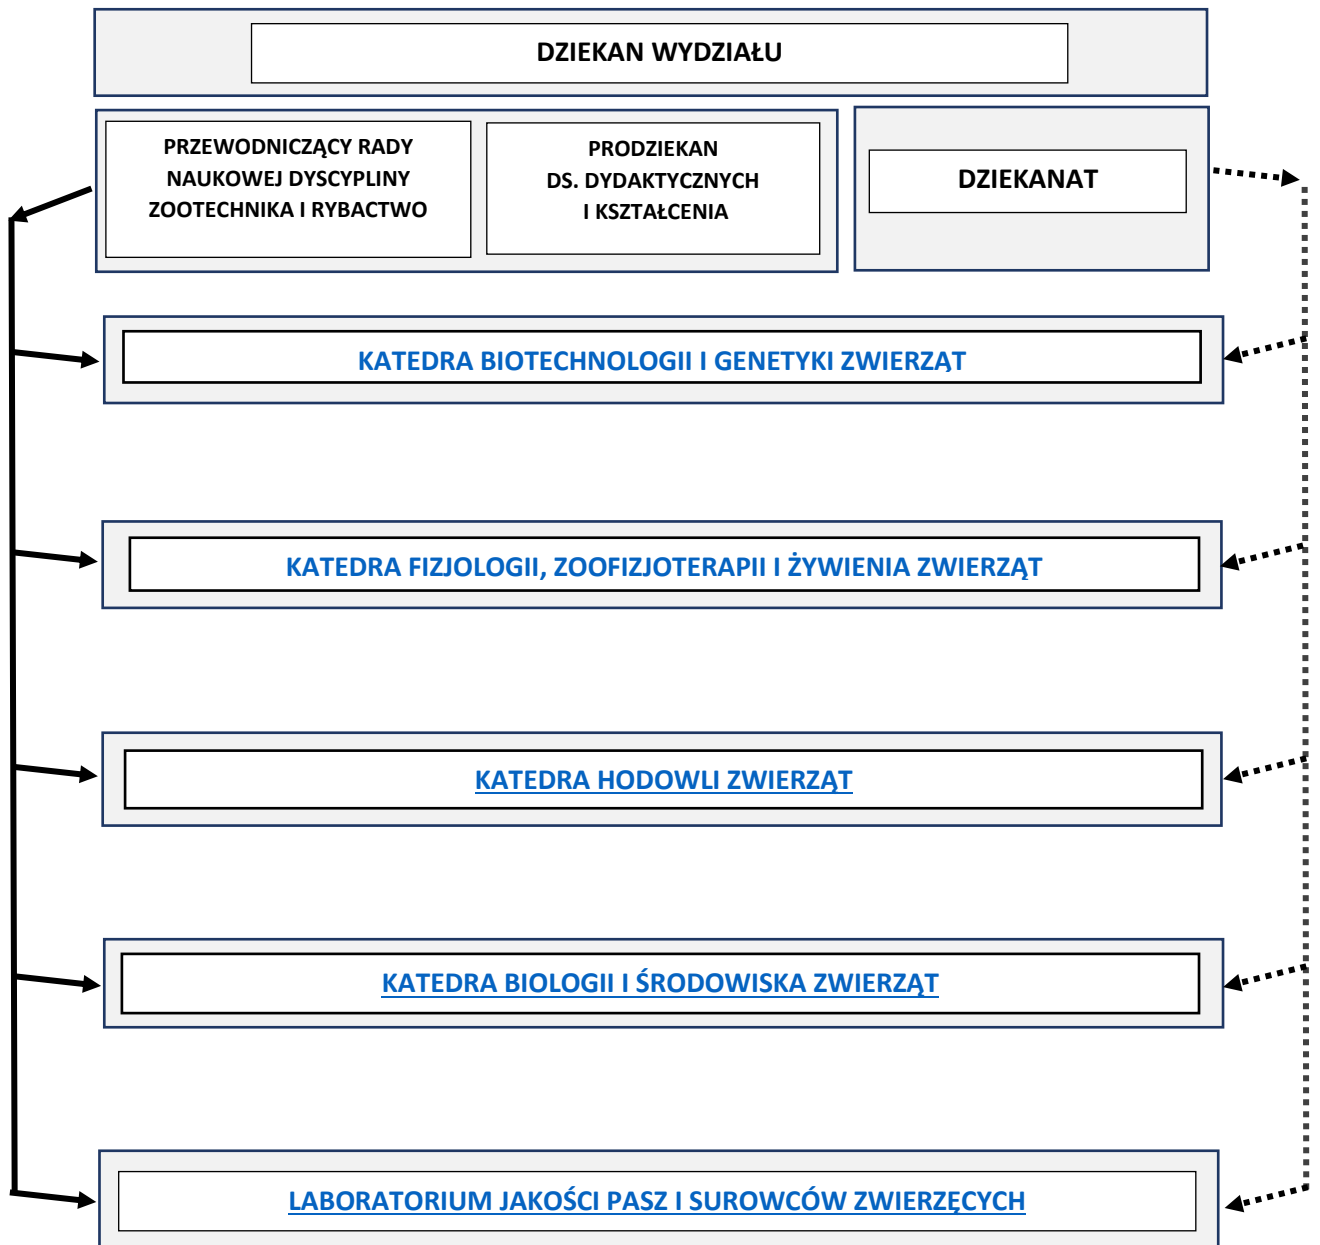 DZIEKAN WYDZIAŁU
PRZEWODNICZĄCY RADY
NAUKOWEJ DYSCYPLINY
ZOOTECHNIKA I RYBACTWO
PRODZIEKAN
DS. DYDAKTYCZNYCH
I KSZTAŁCENIA
DZIEKANAT
KATEDRA BIOTECHNOLOGII I GENETYKI ZWIERZĄT
KATEDRA FIZJOLOGII, ZOOFIZJOTERAPII I ŻYWIENIA ZWIERZĄT
KATEDRA HODOWLI ZWIERZĄT
KATEDRA BIOLOGII I ŚRODOWISKA ZWIERZĄT
LABORATORIUM JAKOŚCI PASZ I SUROWCÓW ZWIERZĘCYCH